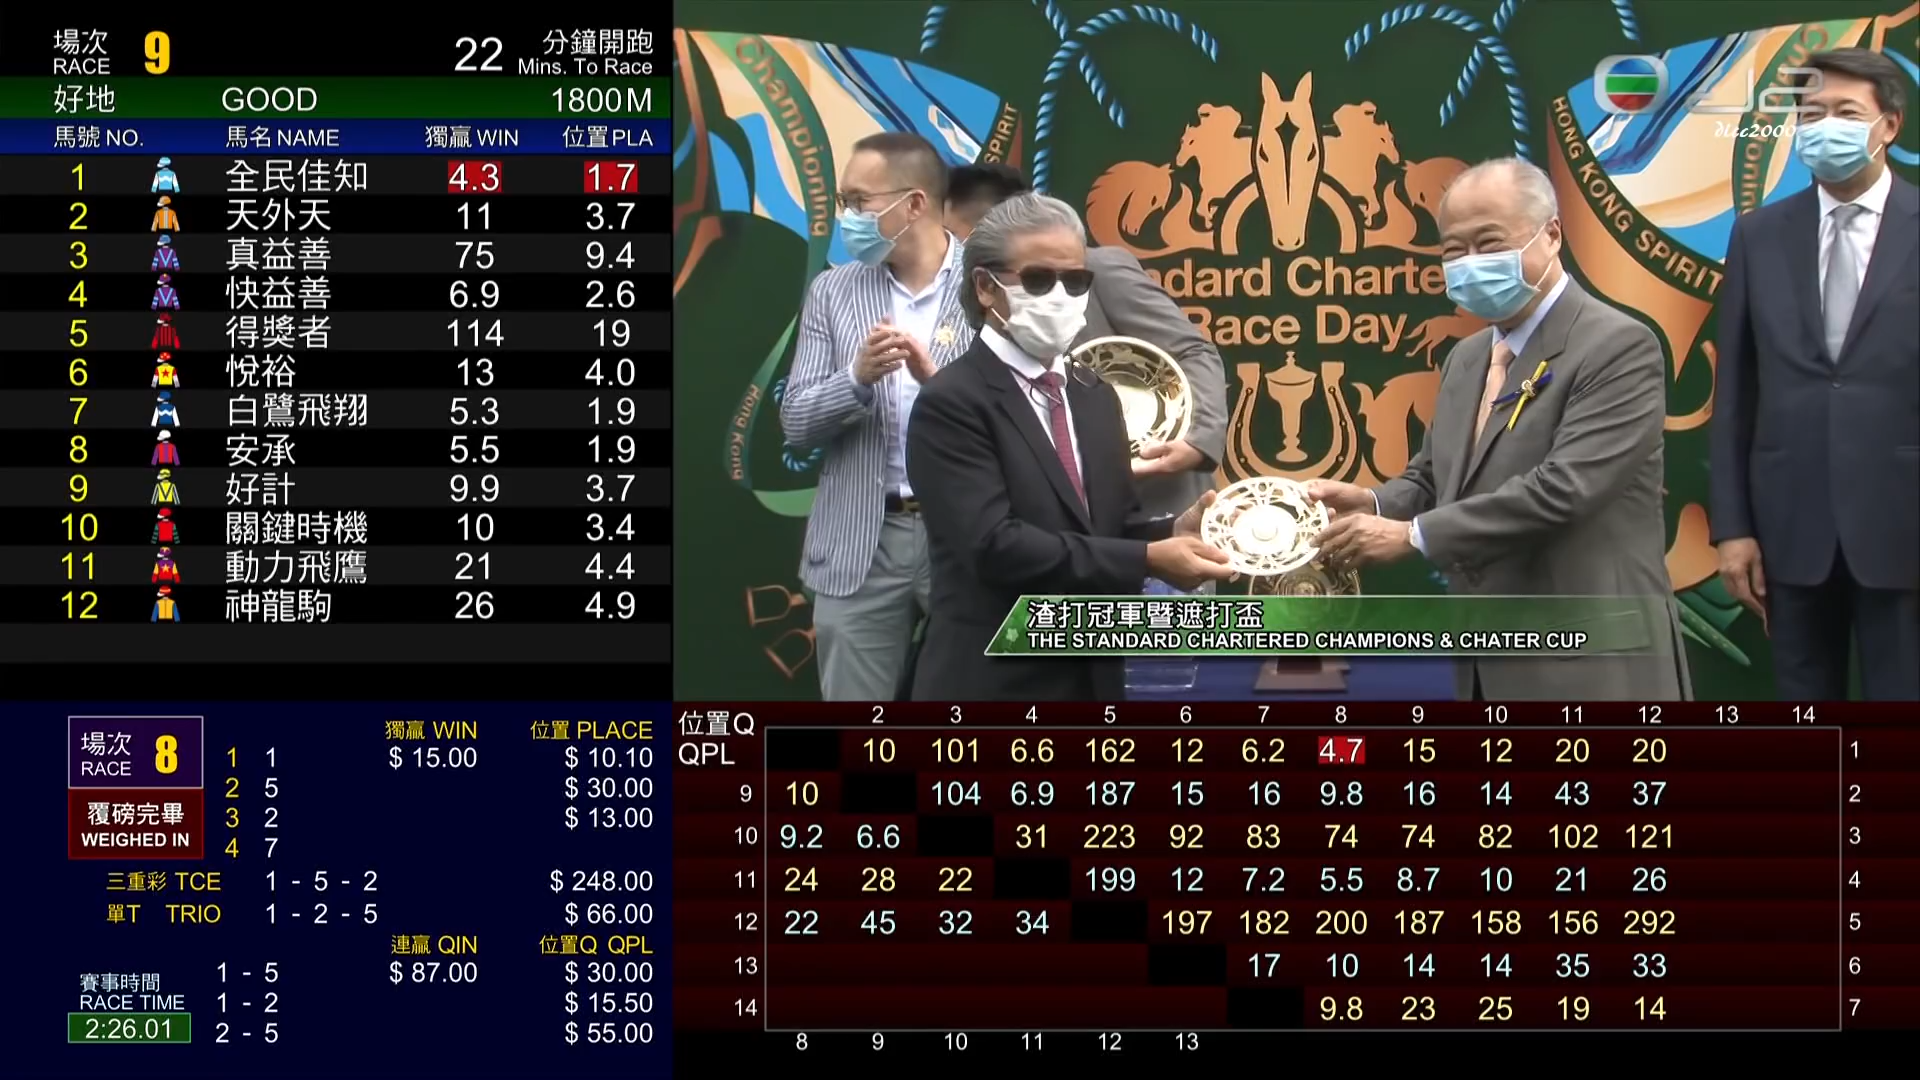 場次 9 22 分鐘開跑
RACE Mins. To Race
好地 GOOD 1800M
馬號 NO. 馬名 NAME 獨贏 WIN 位置 PLA
1 全民佳知 4.3 1.7
2 天外天 11 3.7
3 真益善 75 9.4
4 快益善 6.9 2.6
5 得獎者 114 19
6 悅裕 13 4.0
7 白鷺飛翔 5.3 1.9
8 安承 5.5 1.9
9 好計 9.9 3.7
10 關鍵時機 10 3.4
11 動力飛鷹 21 4.4
12 神龍駒 26 4.9
Championing
SPIRIT
Hong Kong
ndard Charte
Race Day
HONG KONG SPIRIT
J2
dicc2000
渣打冠軍暨遮打盃
THE STANDARD CHARTERED CHAMPIONS & CHATER CUP
場次 8
RACE
覆磅完畢
WEIGHED IN
獨贏 WIN 位置 PLACE
1 1 $ 15.00 $ 10.10
2 5 $ 30.00
3 2 $ 13.00
4 7
三重彩 TCE 1 - 5 - 2 $ 248.00
單T TRIO 1 - 2 - 5 $ 66.00
連贏 QIN 位置Q QPL
1 - 5 $ 87.00 $ 30.00
1 - 2 $ 15.50
2 - 5 $ 55.00
賽事時間
RACE TIME
2:26.01
位置Q 2 3 4 5 6 7 8 9 10 11 12 13 14
QPL 10 101 6.6 162 12 6.2 4.7 15 12 20 20 1
9 10 104 6.9 187 15 16 9.8 16 14 43 37 2
10 9.2 6.6 31 223 92 83 74 74 82 102 121 3
11 24 28 22 199 12 7.2 5.5 8.7 10 21 26 4
12 22 45 32 34 197 182 200 187 158 156 292 5
13 17 10 14 14 35 33 6
14 9.8 23 25 19 14 7
8 9 10 11 12 13